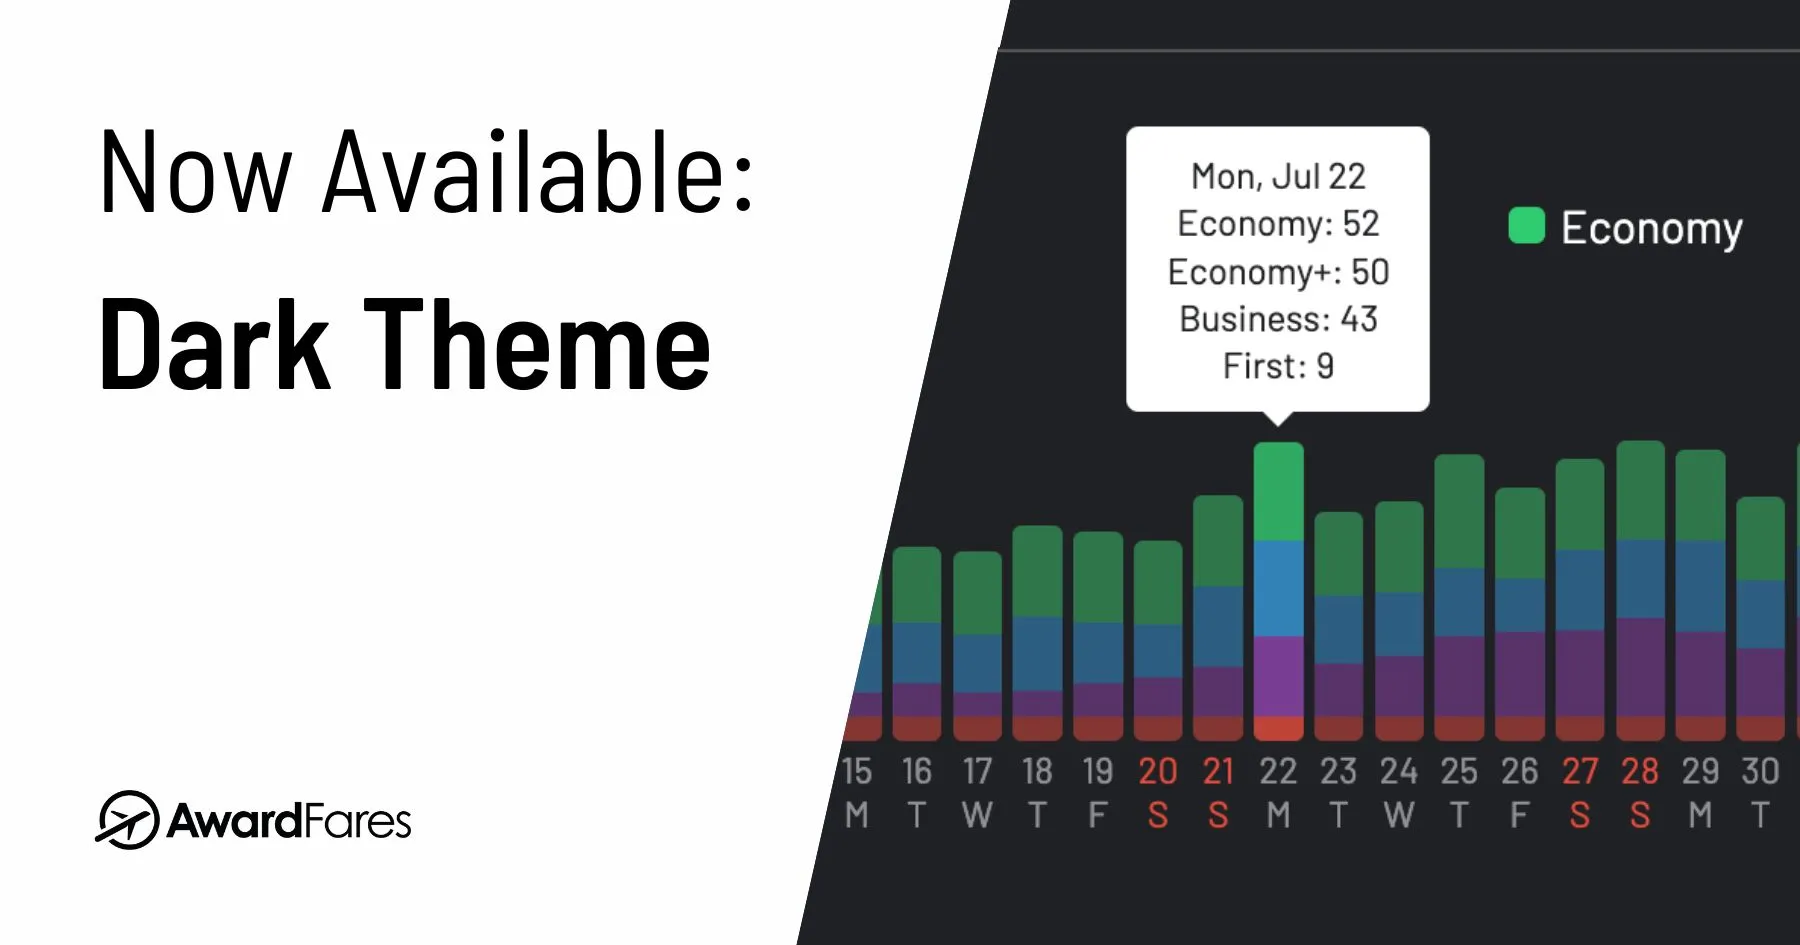 Now Available:
Dark Theme
AwardFares
Mon, Jul 22
Economy: 52
Economy+: 50
Business: 43
First: 9
Economy
15 16 17 18 19 20 21 22 23 24 25 26 27 28 29 30
M T W T F S S M T W T F S S M T